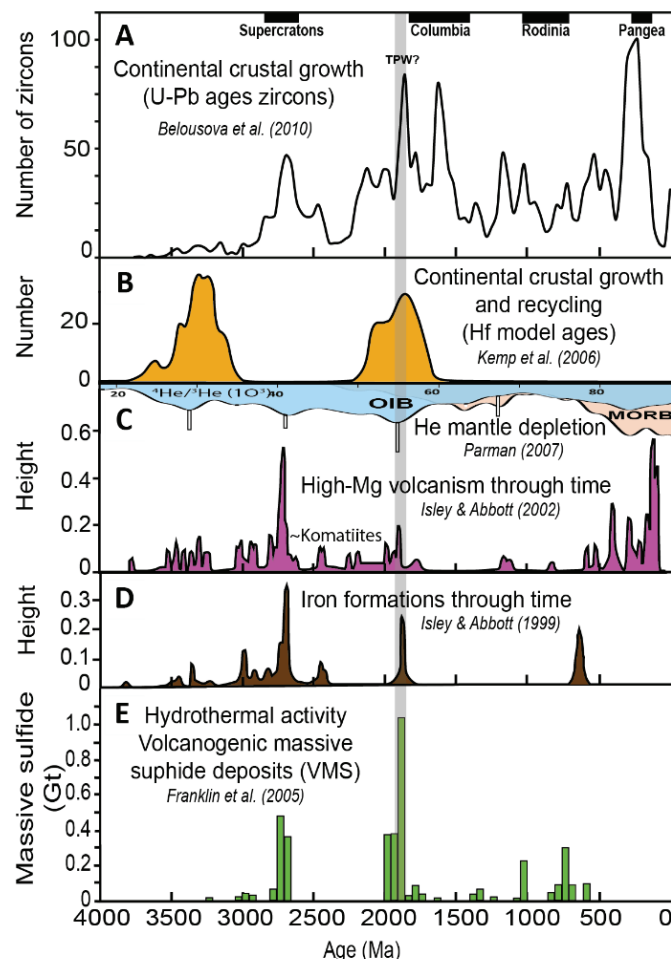 Supercratons
Columbia
Rodinia
Pangea
A
TPW?
Continental crustal growth
(U-Pb ages zircons)
Belousova et al. (2010)
Number of zircons
100
50
0
B
Continental crustal growth
and recycling
(Hf model ages)
Kemp et al. (2006)
Number
20
0
20
⁴He/³He (10³)
40
60
80
OIB
MORB
C
He mantle depletion
Parman (2007)
High-Mg volcanism through time
Isley & Abbott (2002)
~Komatiites
Height
0.6
0.4
0.2
0
D
Iron formations through time
Isley & Abbott (1999)
Height
0.3
0.2
0.1
0
E
Hydrothermal activity
Volcanogenic massive
suphide deposits (VMS)
Franklin et al. (2005)
Massive sulfide
(Gt)
1.0
0.8
0.6
0.4
0.2
0
4000
3000
2500
2000
1500
1000
500
0
Age (Ma)